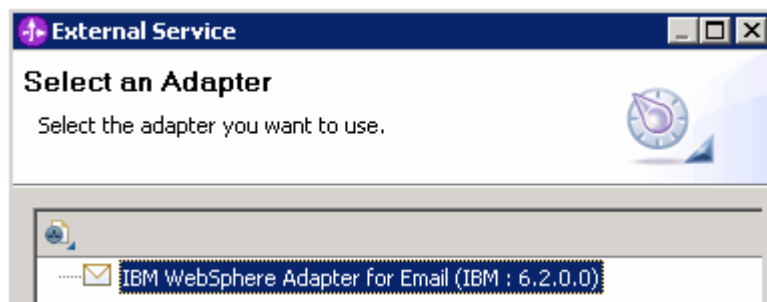 External Service
Select an Adapter
Select the adapter you want to use.
IBM WebSphere Adapter for Email (IBM : 6.2.0.0)